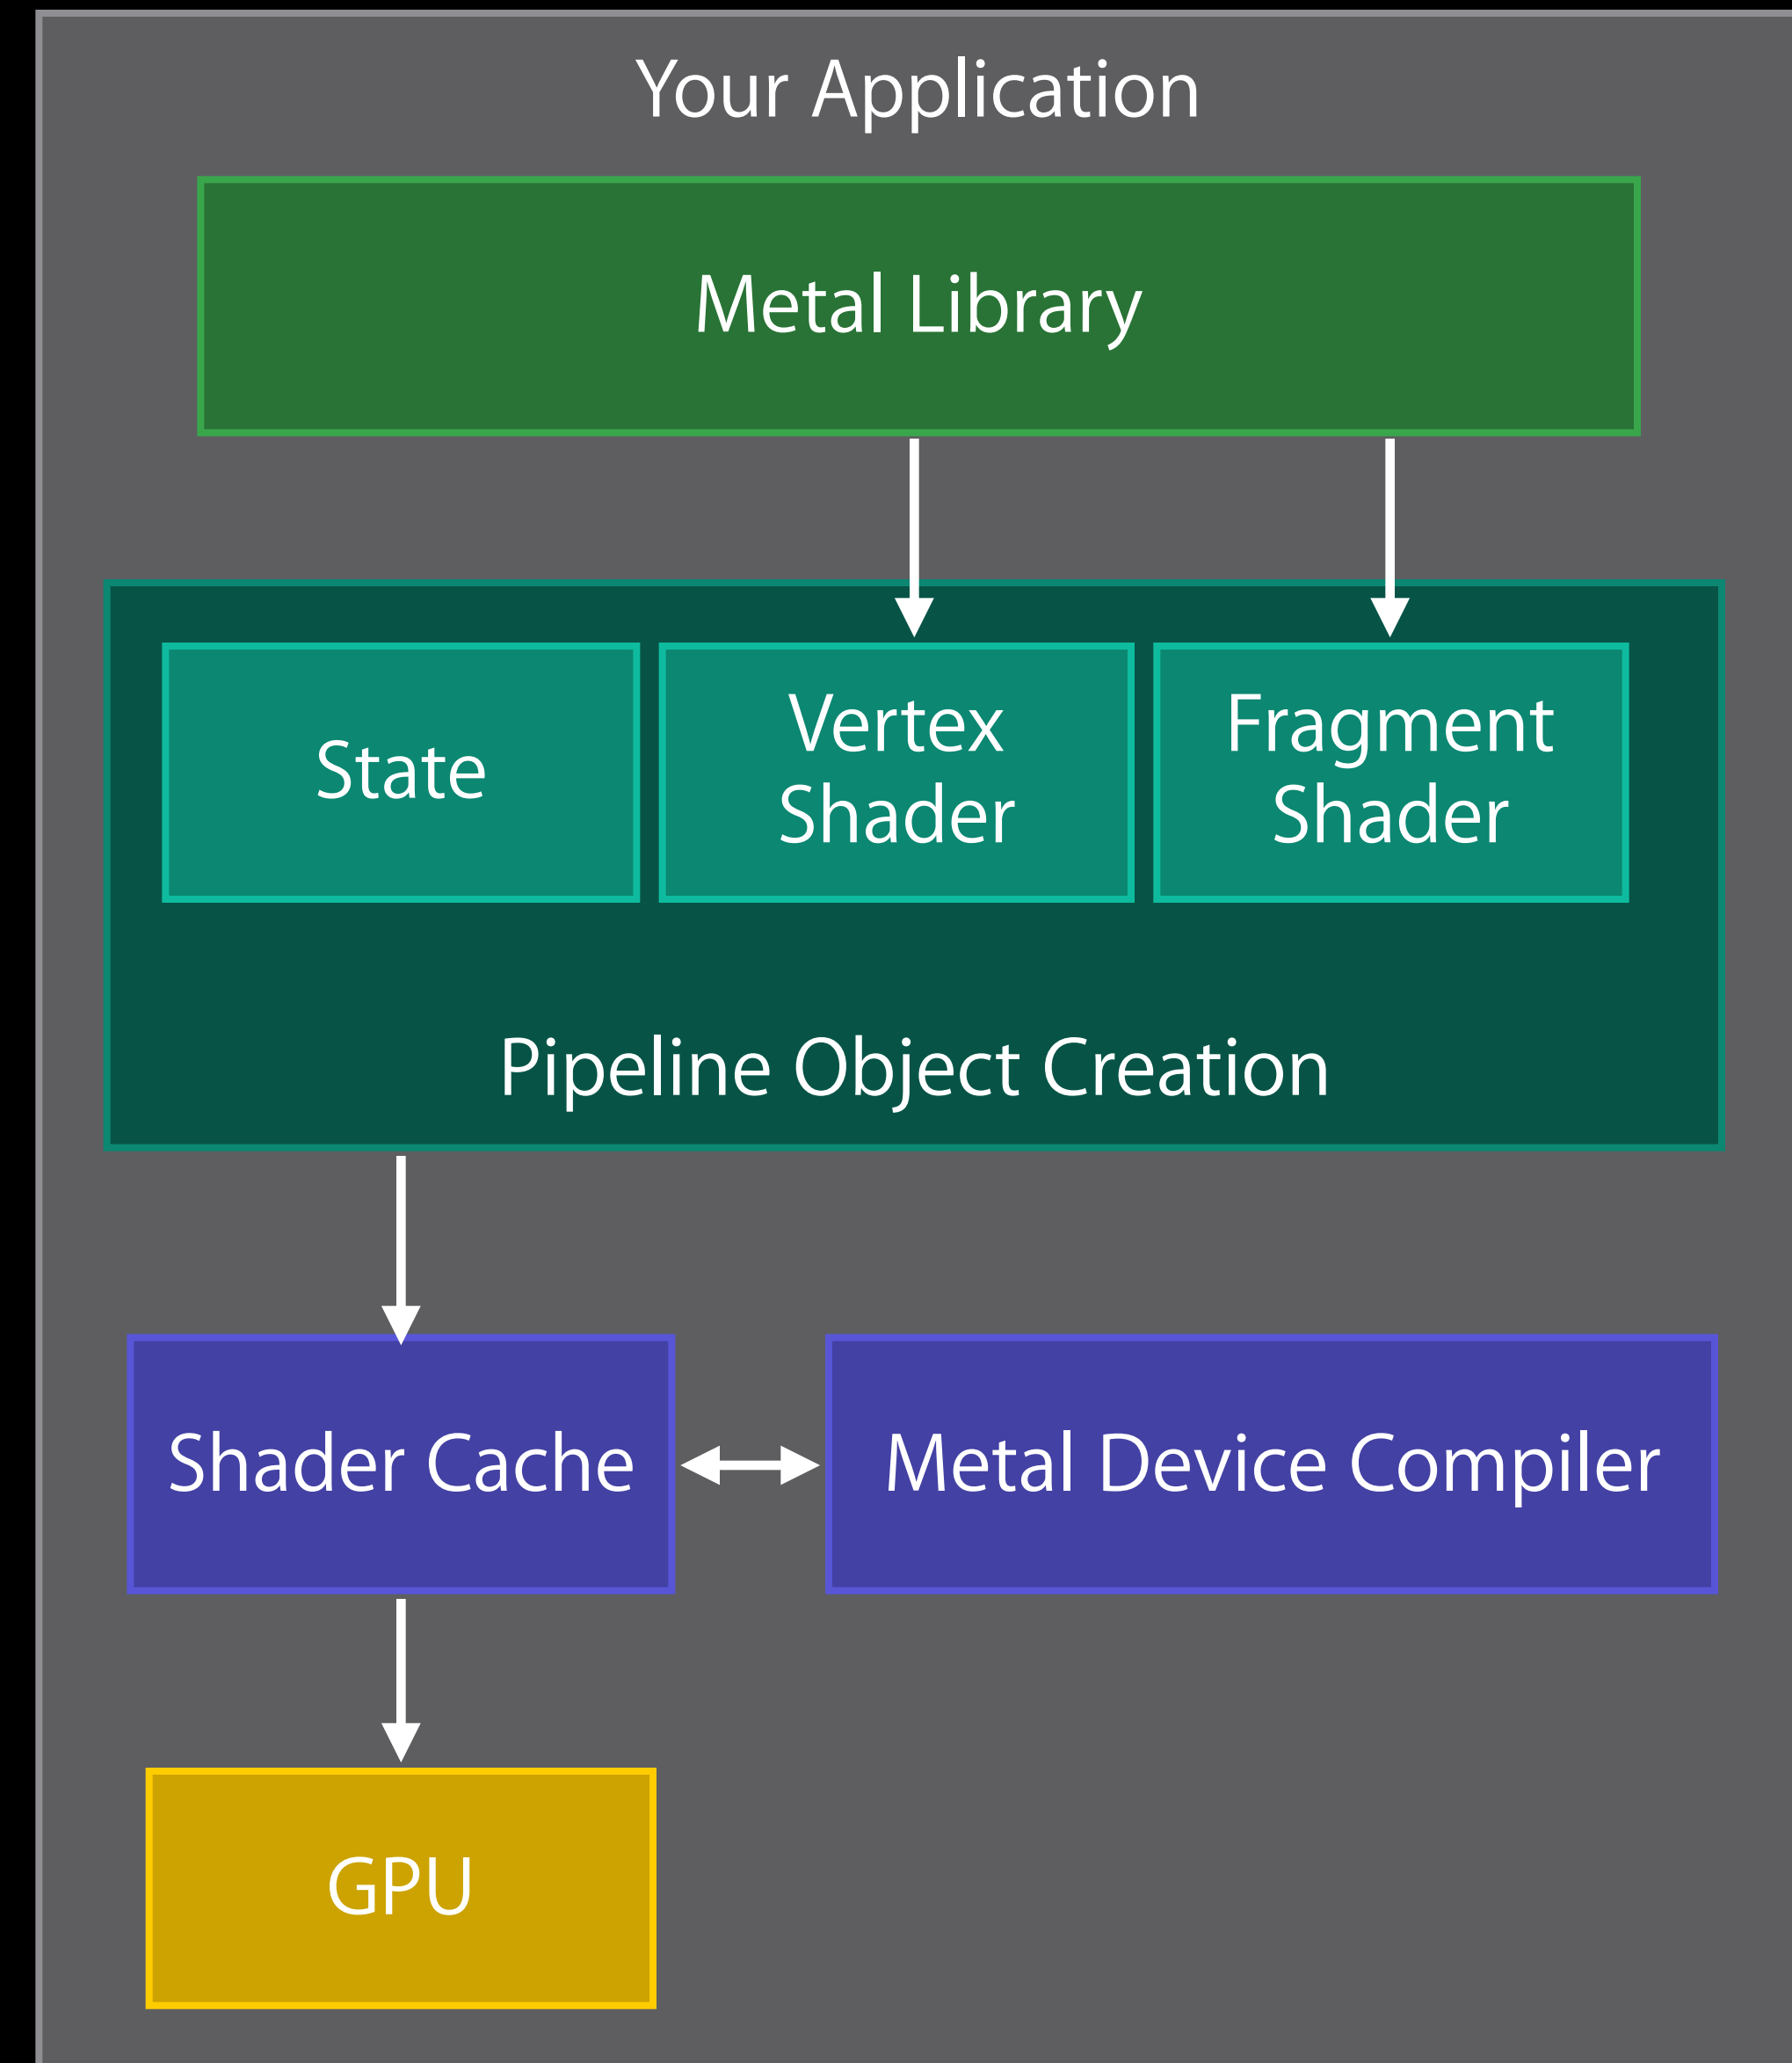 Your Application
Metal Library
State
Vertex
Shader
Fragment
Shader
Pipeline Object Creation
Shader Cache
Metal Device Compiler
GPU